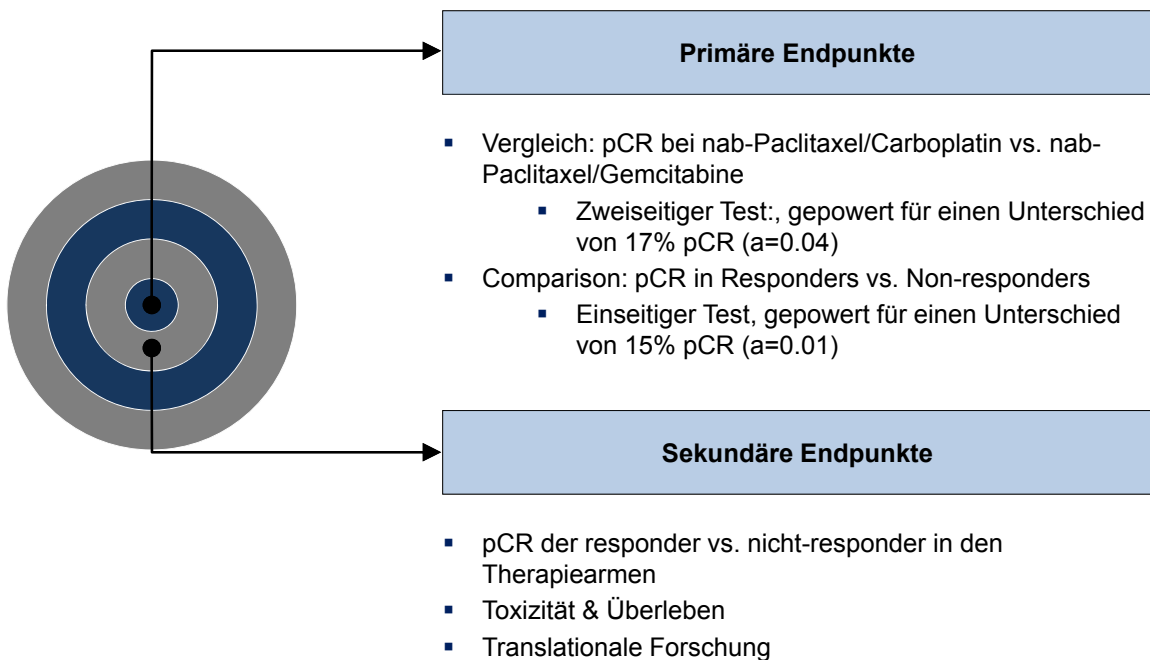 Primäre Endpunkte
▪ Vergleich: pCR bei nab-Paclitaxel/Carboplatin vs. nab-
Paclitaxel/Gemcitabine
▪ Zweiseitiger Test:, gepowert für einen Unterschied
von 17% pCR (a=0.04)
▪ Comparison: pCR in Responders vs. Non-responders
▪ Einseitiger Test, gepowert für einen Unterschied
von 15% pCR (a=0.01)
Sekundäre Endpunkte
▪ pCR der responder vs. nicht-responder in den
Therapiearmen
▪ Toxizität & Überleben
▪ Translationale Forschung